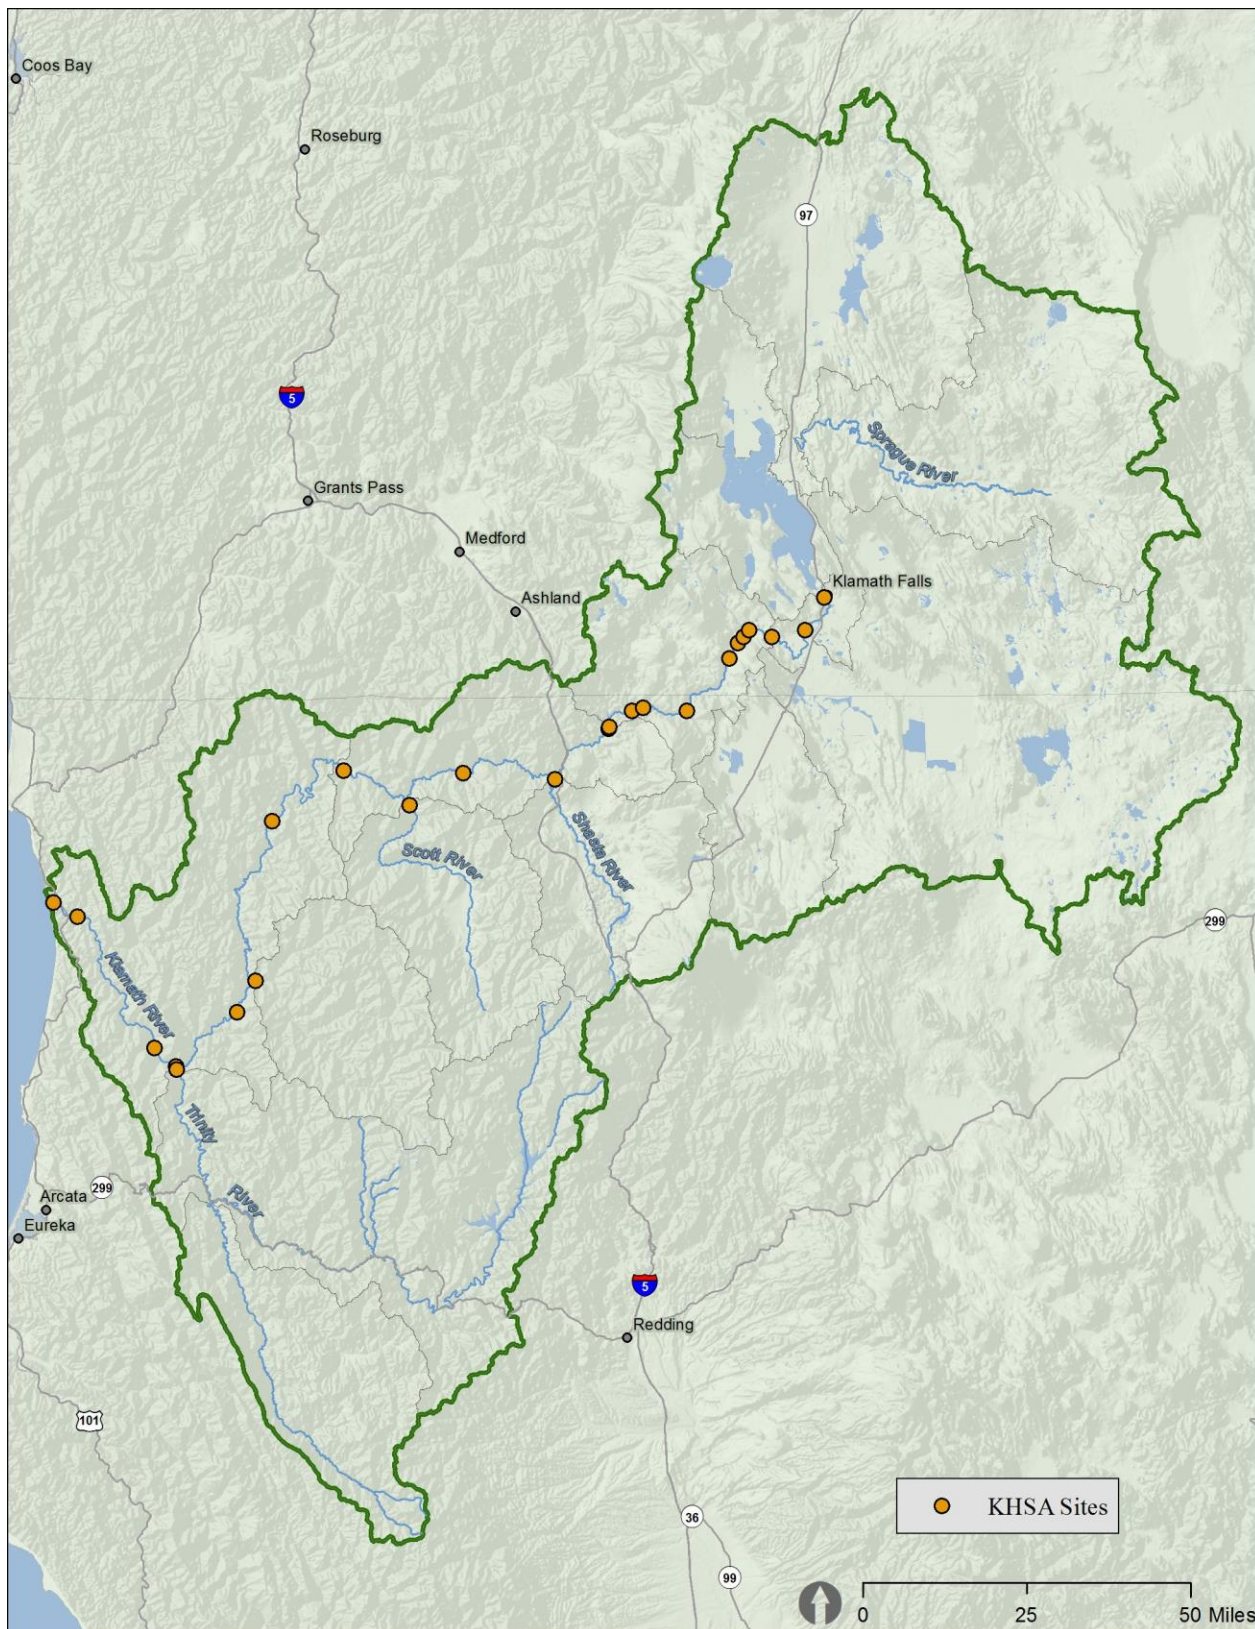 Coos Bay
Roseburg
97
5
Sprague River
Grants Pass
Medford
Klamath Falls
Ashland
Shasta River
Scott River
299
Klamath River
Trinity
River
299
Arcata
Eureka
5
Redding
101
KHSA Sites
36
99
0 25 50 Miles